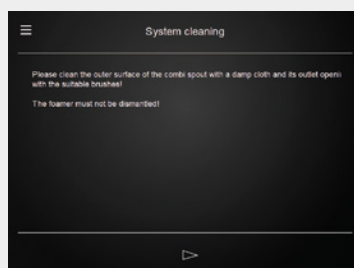 System cleaning
Please clean the outer surface of the combi spout with a damp cloth and its outlet openi
with the suitable brushes!
The foamer must not be dismantled!